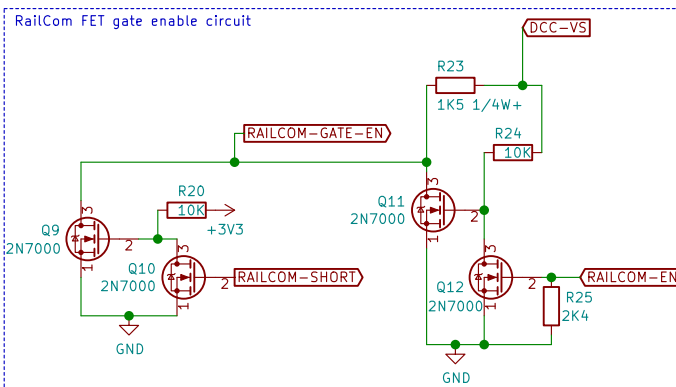 RailCom FET gate enable circuit
DCC-VS
R23
1K5 1/4W+
RAILCOM-GATE-EN
R24
10K
R20
10K
+3V3
3
Q11
2N7000
2
1
3
Q9
2N7000
2
1
3
Q10
2N7000
2
1
RAILCOM-SHORT
3
Q12
2N7000
2
1
RAILCOM-EN
R25
2K4
GND
GND